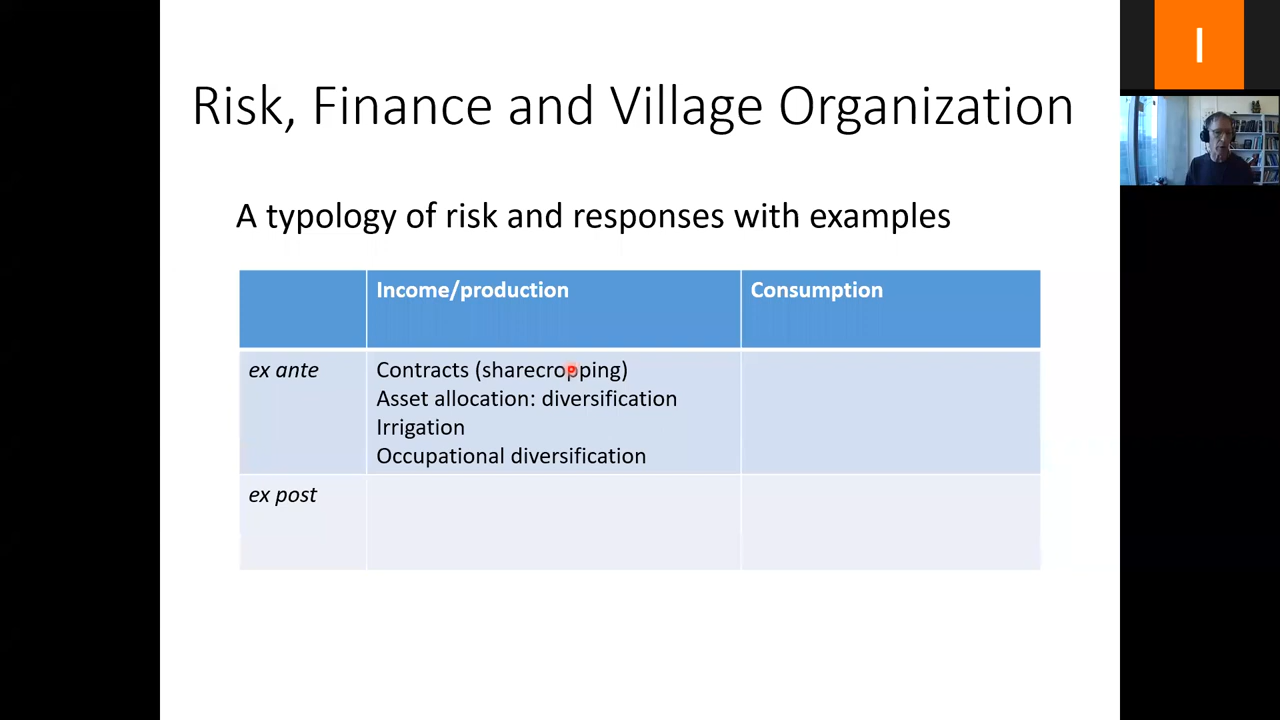 Risk, Finance and Village Organization
A typology of risk and responses with examples
Income/production
Consumption
ex ante
Contracts (sharecropping)
Asset allocation: diversification
Irrigation
Occupational diversification
ex post
I